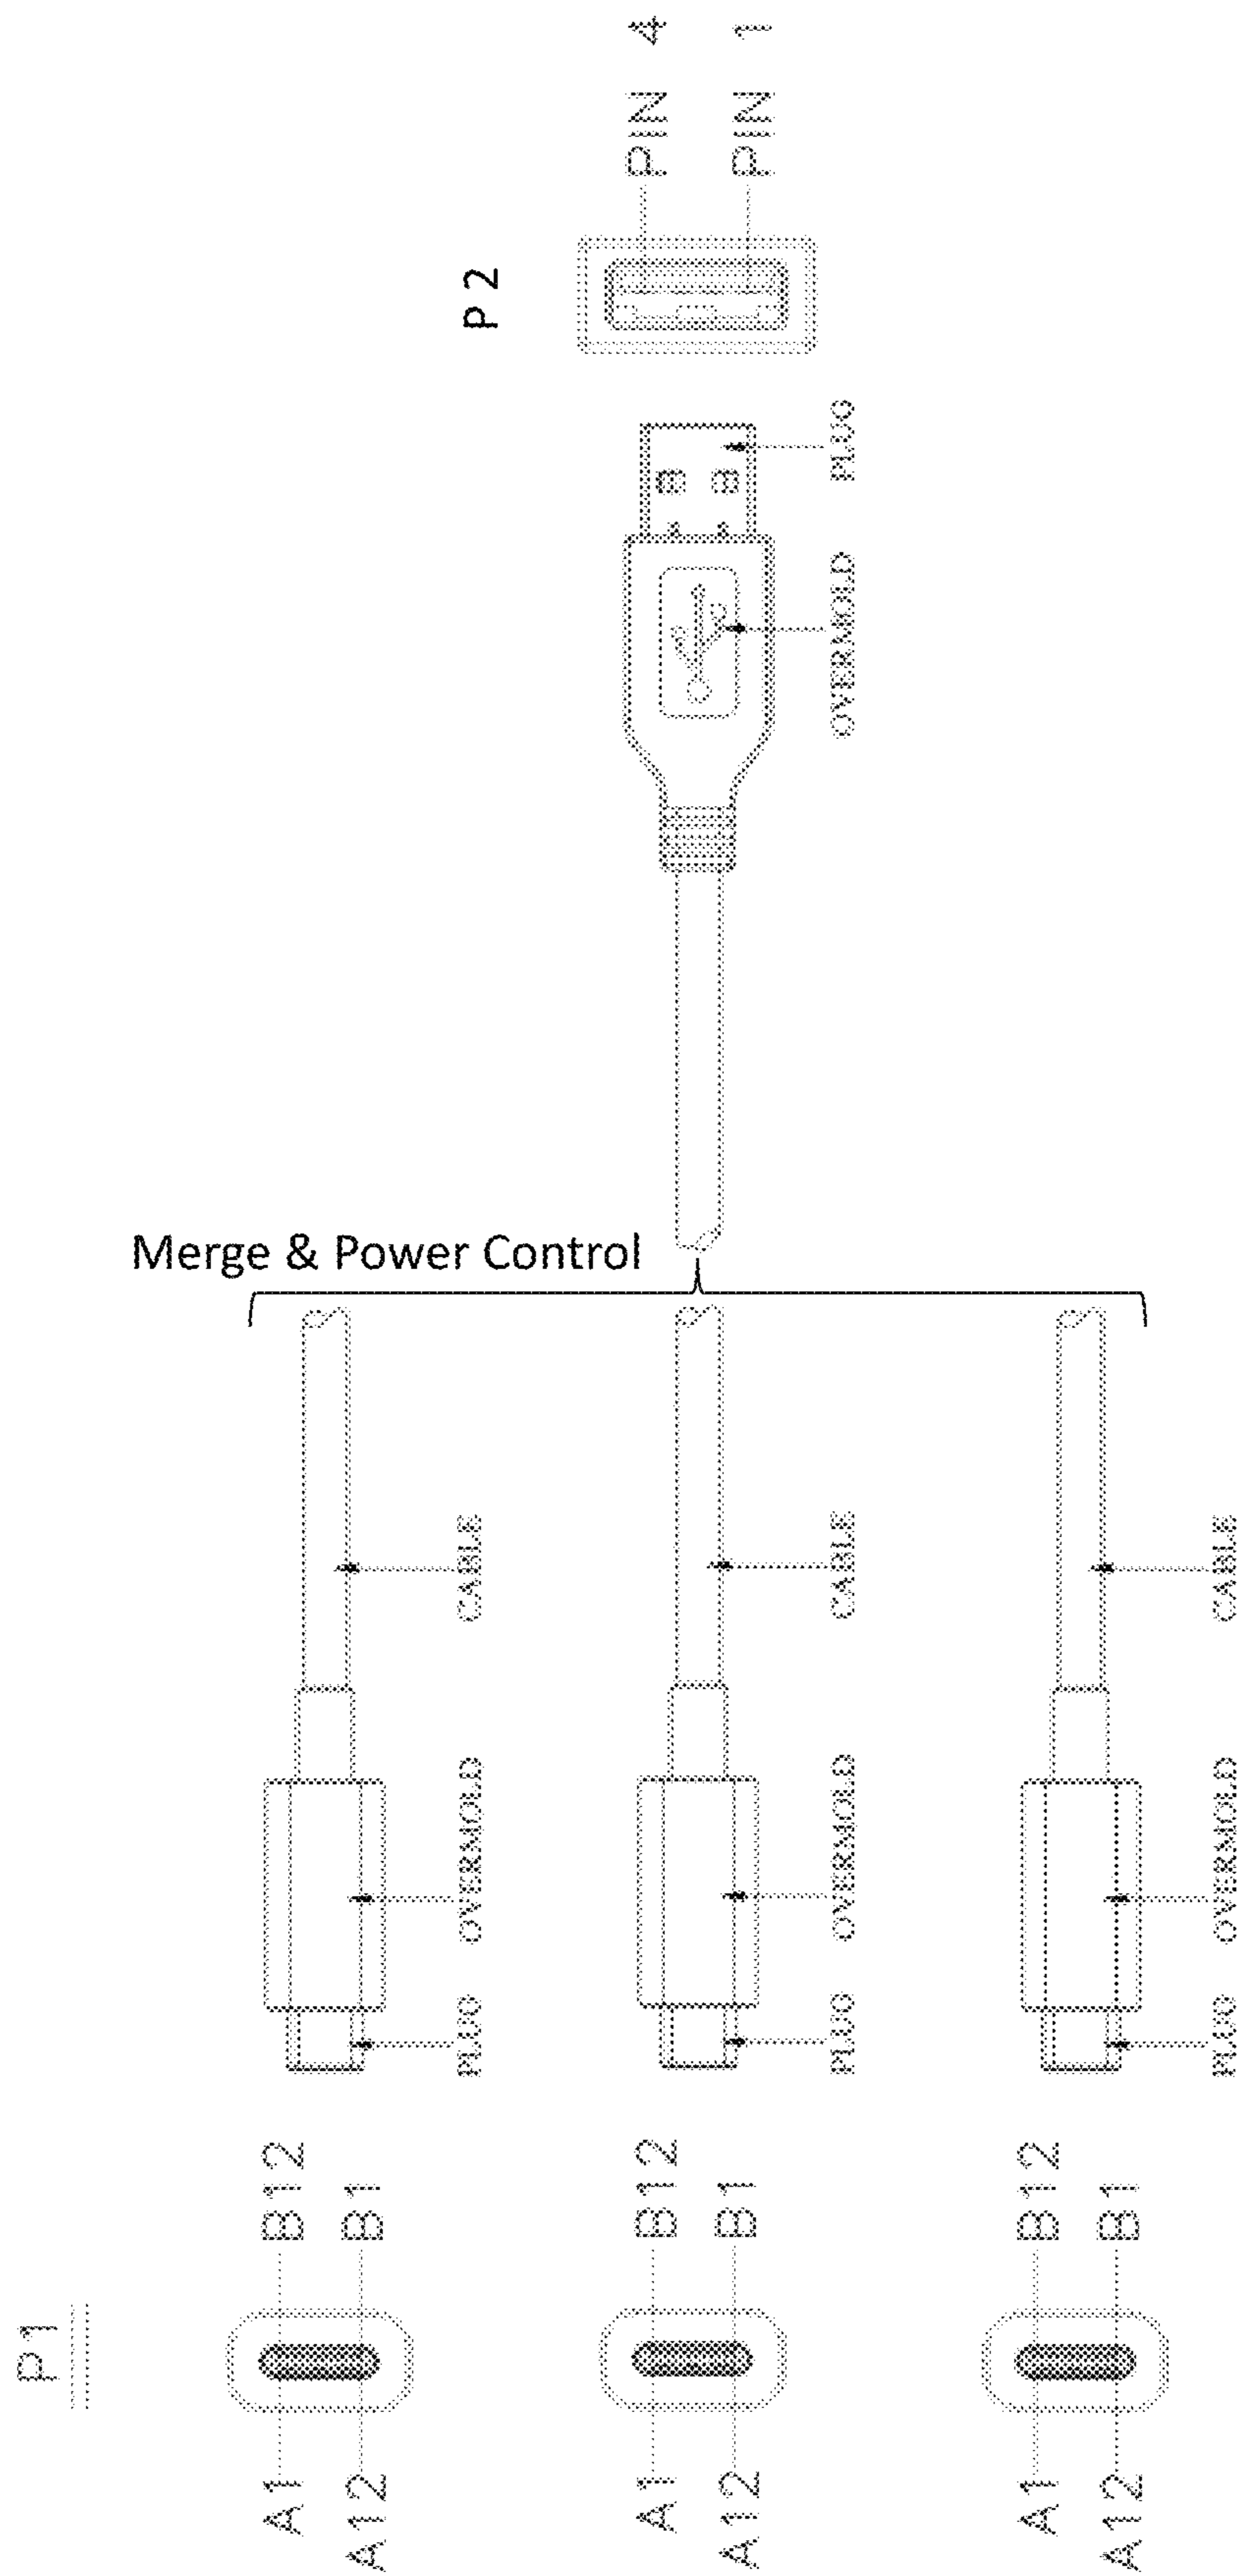 P1
P 2
PIN 4
PIN 1
PLUG
OVERMOLD
Merge & Power Control
A1
B12
A12
B1
PLUG
OVERMOLD
CABLE
A1
B12
A12
B1
PLUG
OVERMOLD
CABLE
A1
B12
A12
B1
PLUG
OVERMOLD
CABLE